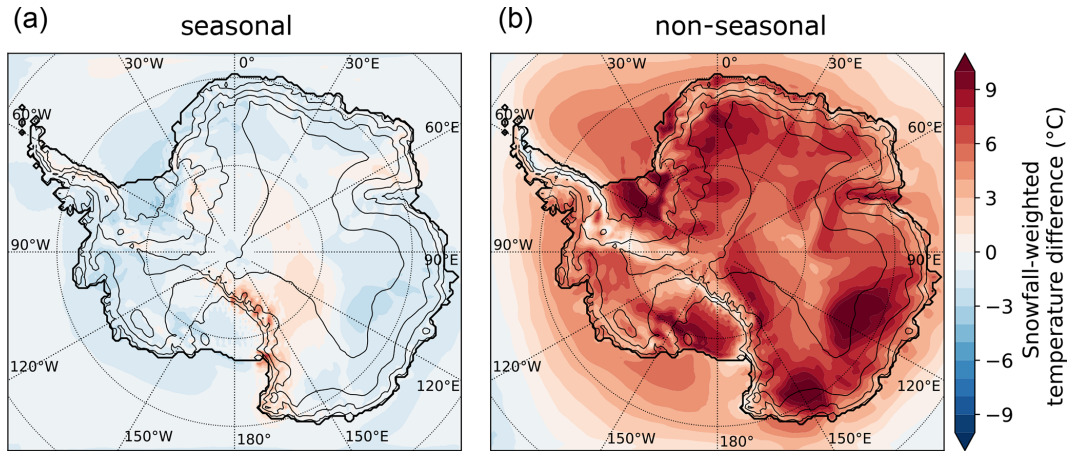 (a)
seasonal
(b)
non-seasonal
30°W
0°
30°E
60°W
60°E
90°W
90°E
120°W
120°E
150°W
180°
150°E
30°W
0°
30°E
60°W
60°E
90°W
90°E
120°W
120°E
150°W
180°
150°E
9
6
3
0
−3
−6
−9
Snowfall-weighted
temperature difference (°C)